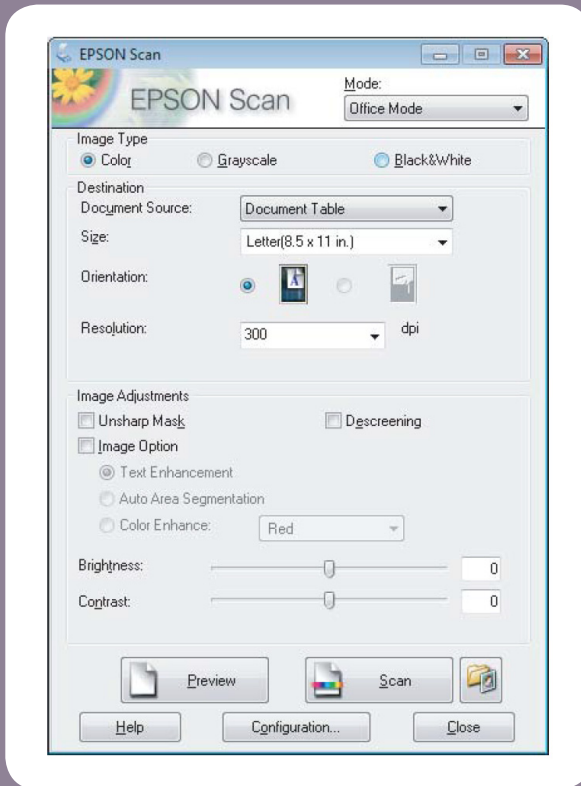 EPSON Scan
EPSON Scan
Mode:
Office Mode
Image Type
Color Grayscale Black&White
Destination
Document Source: Document Table
Size: Letter(8.5 x 11 in.)
Orientation: A
Resolution: 300 dpi
Image Adjustments
Unsharp Mask Descreening
Image Option
Text Enhancement
Auto Area Segmentation
Color Enhance: Red
Brightness: 0
Contrast: 0
Preview Scan
Help Configuration... Close